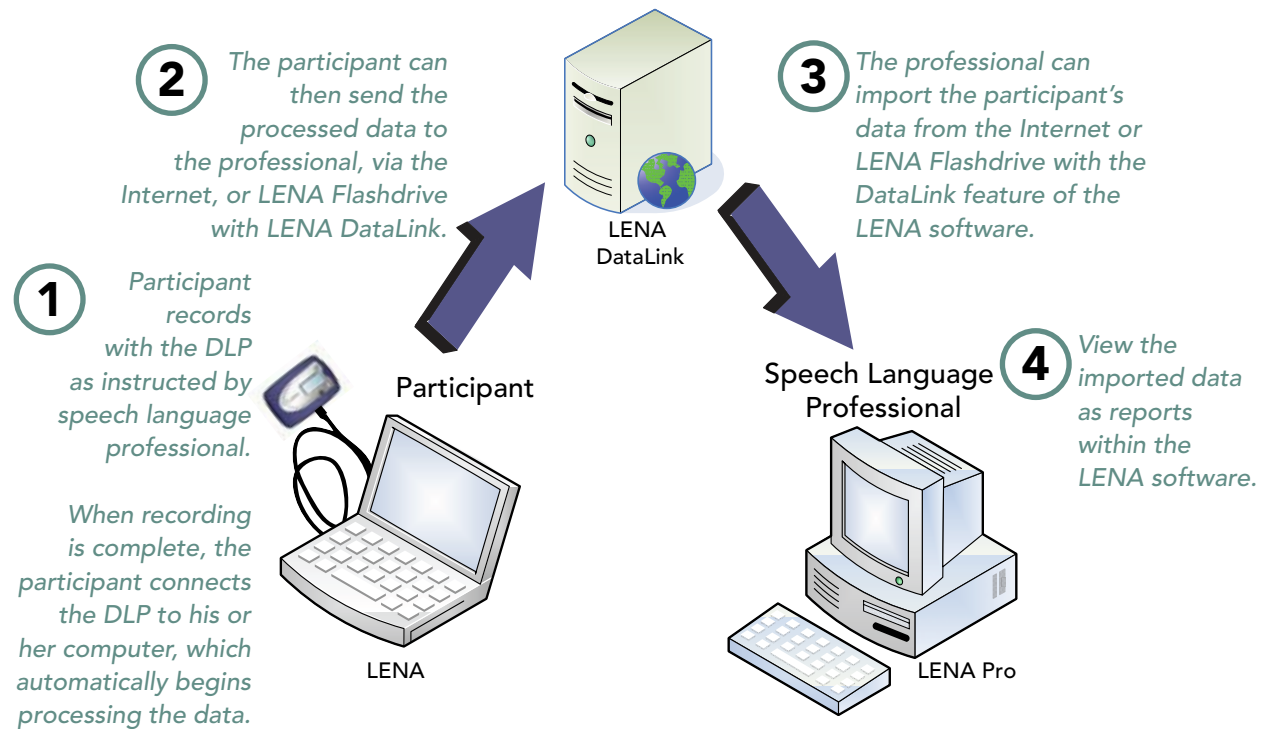 1
Participant
records
with the DLP
as instructed by
speech language
professional.
When recording
is complete, the
participant connects
the DLP to his or
her computer, which
automatically begins
processing the data.
Participant
LENA
2
The participant can
then send the
processed data to
the professional, via the
Internet, or LENA Flashdrive
with LENA DataLink.
LENA
DataLink
3
The professional can
import the participant’s
data from the Internet or
LENA Flashdrive with the
DataLink feature of the
LENA software.
Speech Language
Professional
LENA Pro
4
View the
imported data
as reports
within the
LENA software.